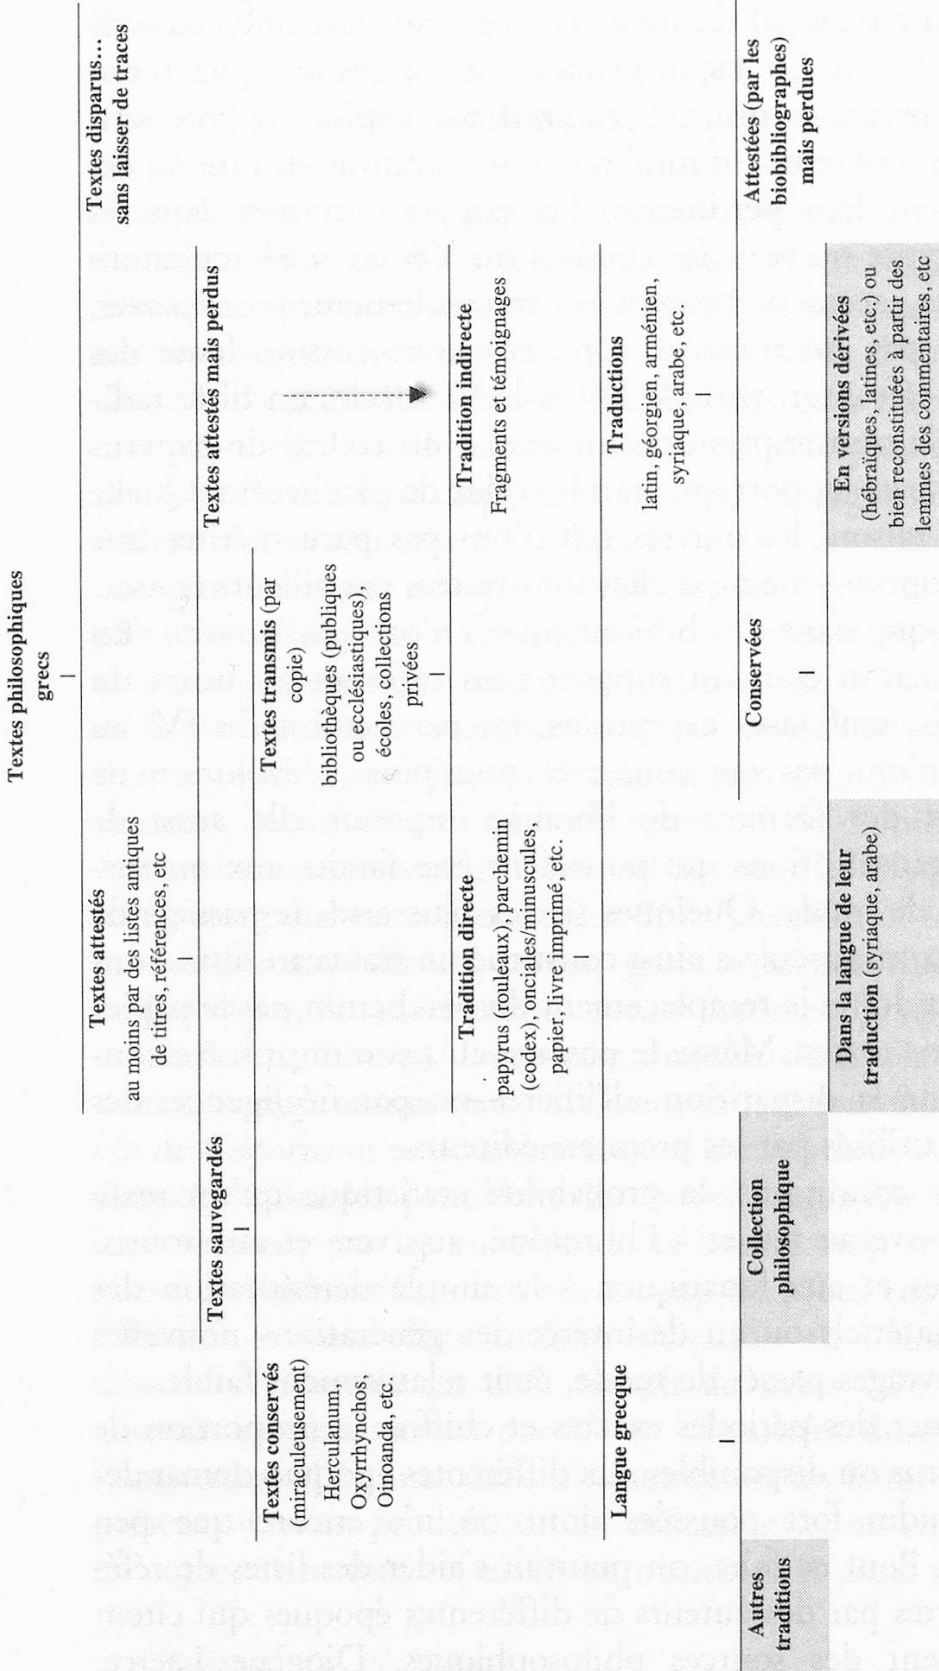 Textes philosophiques
grecs
Textes attestés
au moins par des listes antiques
de titres, références, etc
Textes disparus…
sans laisser de traces
Textes sauvegardés
Textes attestés mis perdus
Textes conservés
(miraculeusement)
Herculanum,
Oxyrrhynchos
Oinoanda, etc.
Textes transmis (par
copie)
bibliothèques (publiques
ou ecclésiastiques),
écoles, collections
privées
Tradition directe
papyrus (rouleux), parchemin
(codex), onciales/minuscules,
papier, livre imprimé, etc.
Tradition indirecte
Fragments et témoignages
Langue grecque
Traductions
latin, géorgien, arménien,
syriaque, arabe, etc.
Autres
traditions
Collection
philosophique
Conservées
Attestées (par les
biobibliographes)
mais perdues
Dans la langue de leur
traduction (syriaque, arabe)
En versions dérivées
(hébraïques, latines, etc.) ou
bien reconstituées à partur des
lemnes des commentaires, etc